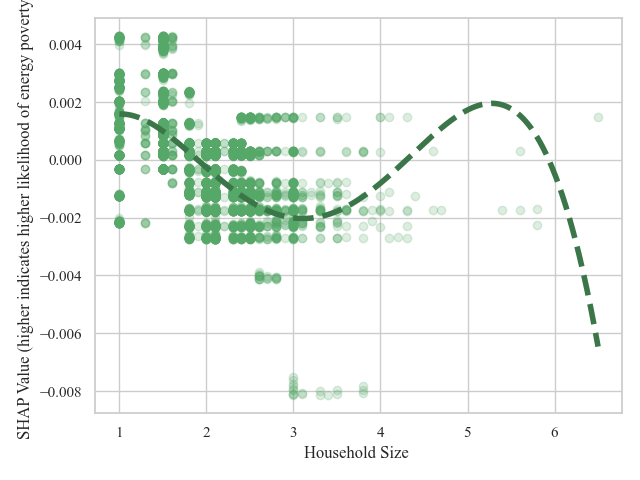 SHAP Value (higher indicates higher likelihood of energy poverty
0.004
0.002
0.000
−0.002
−0.004
−0.006
−0.008
1 2 3 4 5 6
Household Size